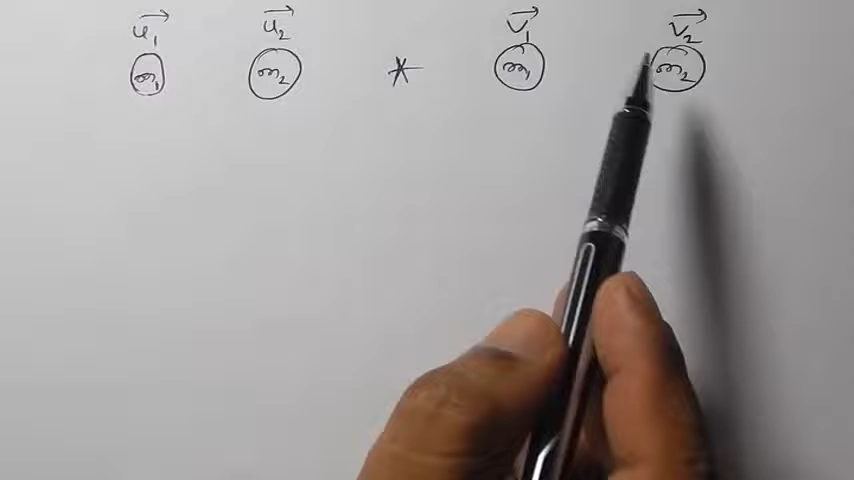 u⃗₁ u⃗₂ v⃗₁ v⃗₂
m₁ m₂ * m₁ m₂